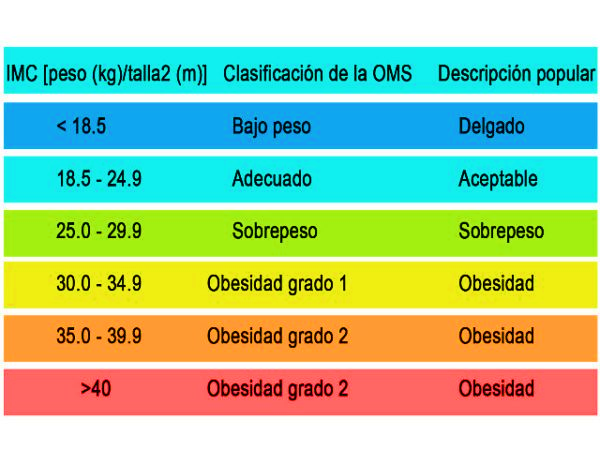 IMC [peso (kg)/talla2 (m)] Clasificación de la OMS Descripción popular
< 18.5 Bajo peso Delgado
18.5 - 24.9 Adecuado Aceptable
25.0 - 29.9 Sobrepeso Sobrepeso
30.0 - 34.9 Obesidad grado 1 Obesidad
35.0 - 39.9 Obesidad grado 2 Obesidad
>40 Obesidad grado 2 Obesidad